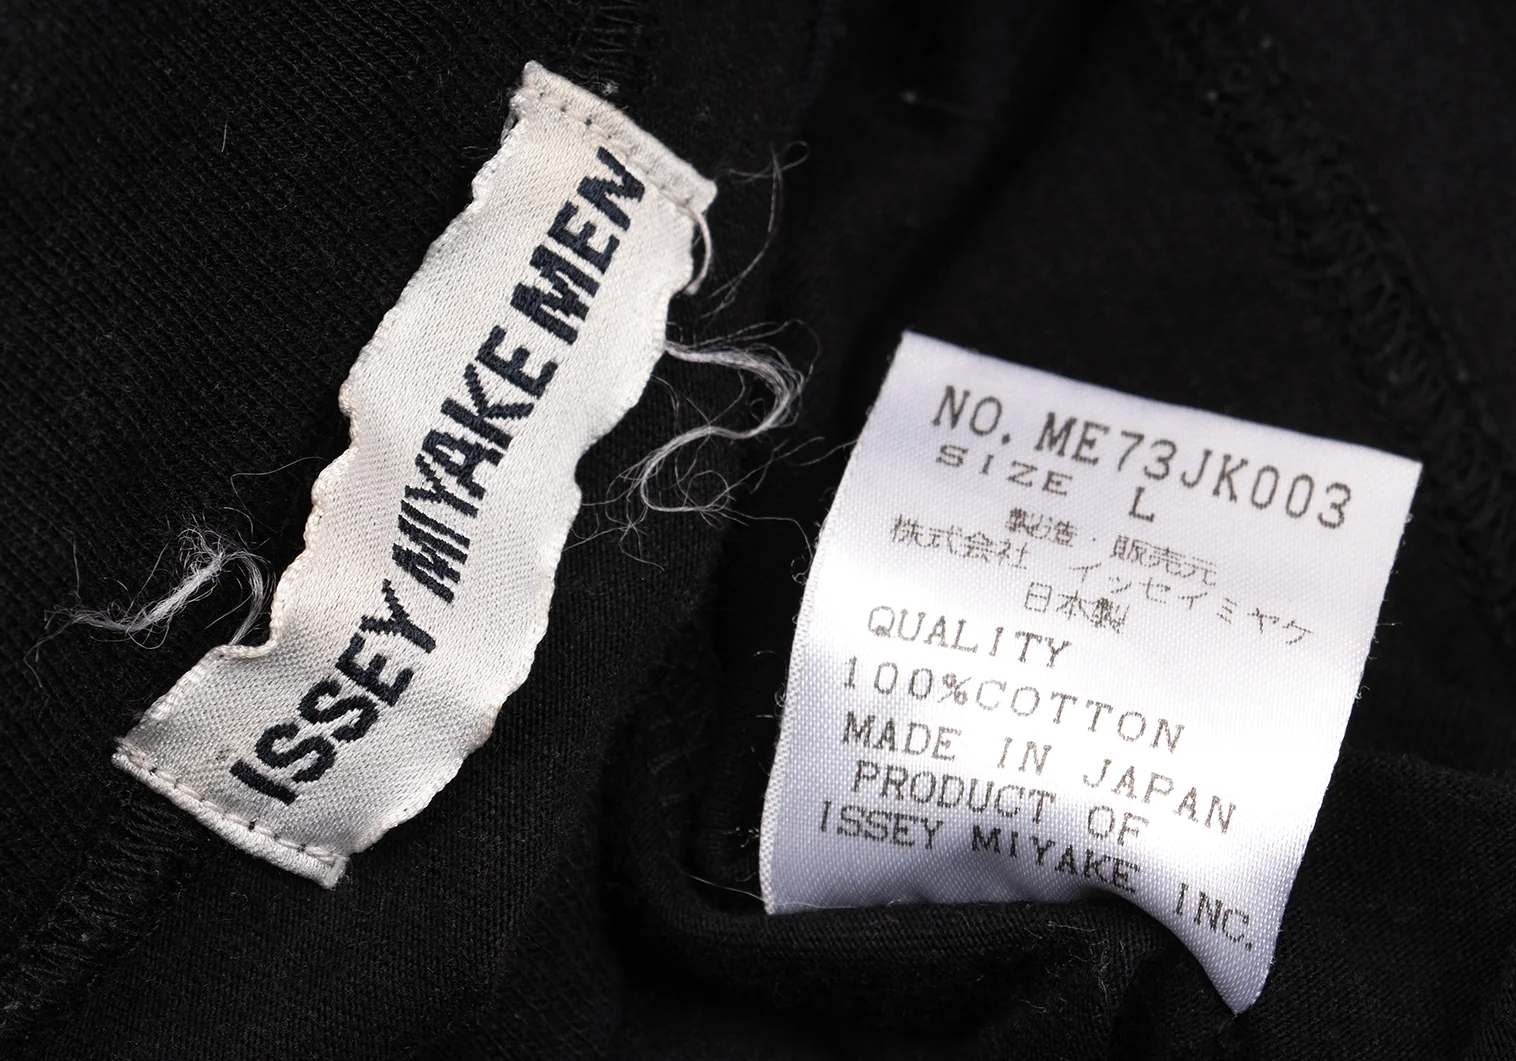 ISSEY MIYAKE MEN
NO. ME73JK003
SIZE L
製造・販売元
株式会社 イッセイミヤケ
日本製
QUALITY
100%COTTON
MADE IN JAPAN
PRODUCT OF
ISSEY MIYAKE INC.